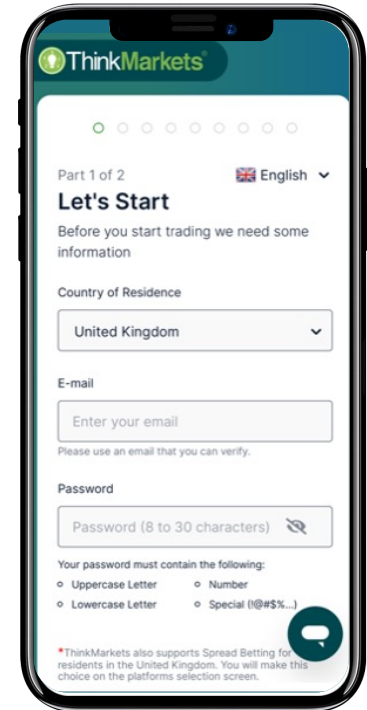 ThinkMarkets®
Part 1 of 2
English
Let's Start
Before you start trading we need some
information
Country of Residence
United Kingdom
E-mail
Enter your email
Please use an email that you can verify.
Password
Password (8 to 30 characters)
Your password must contain the following:
Uppercase Letter
Number
Lowercase Letter
Special (!@#$%...)
*ThinkMarkets also supports Spread Betting for
residents in the United Kingdom. You will make this
choice on the platforms selection screen.